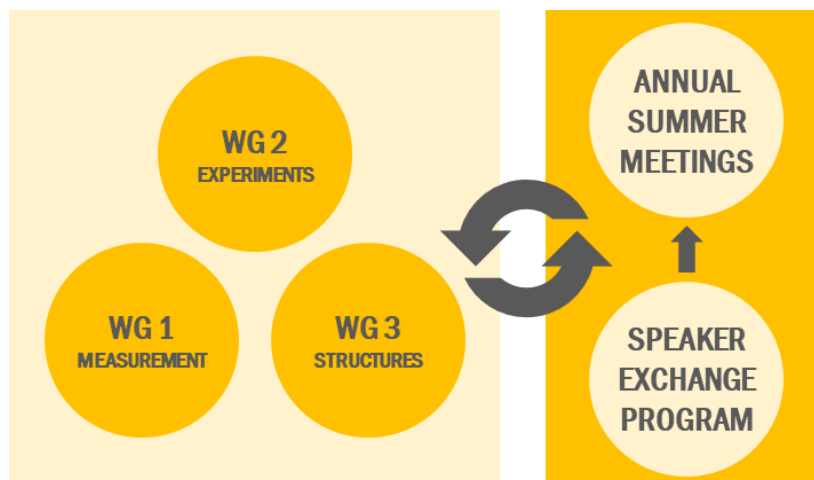 WG 2
EXPERIMENTS
WG 1
MEASUREMENT
WG 3
STRUCTURES
ANNUAL
SUMMER
MEETINGS
SPEAKER
EXCHANGE
PROGRAM